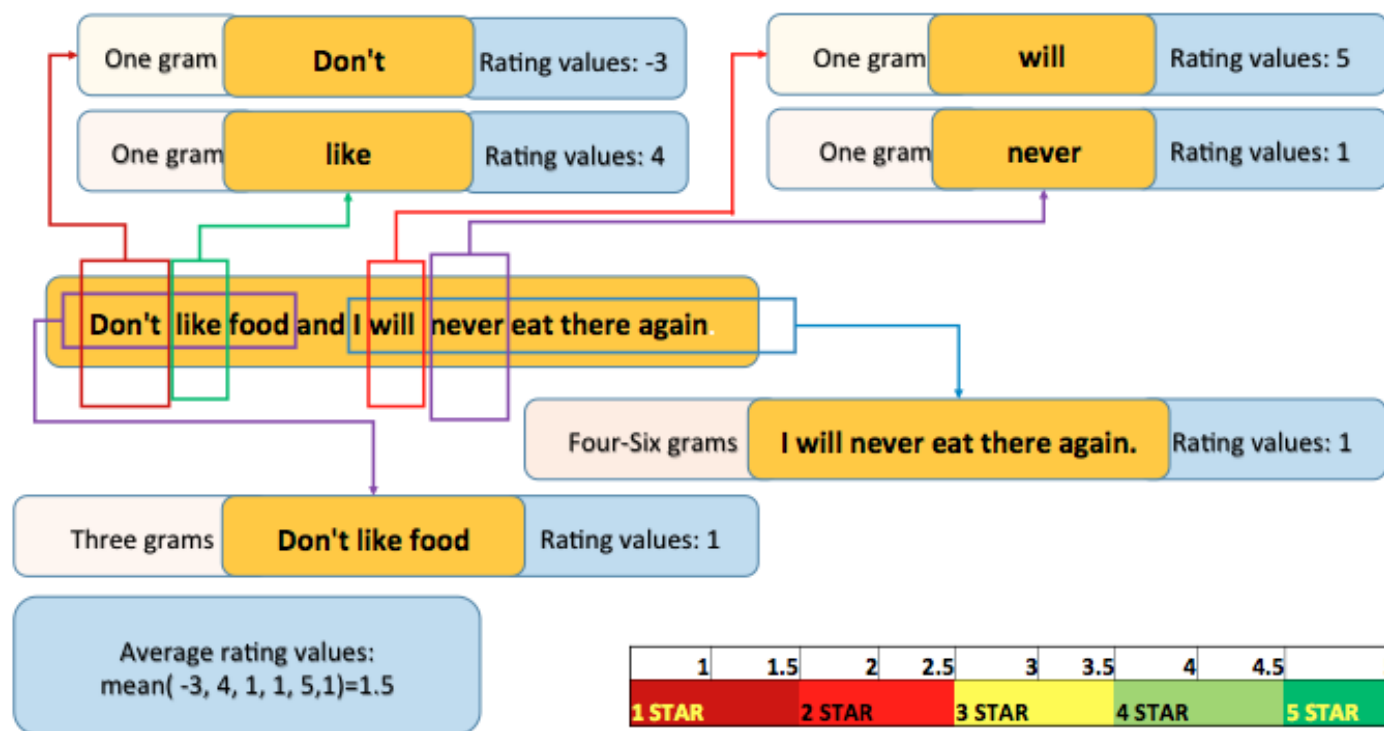 One gram Don't Rating values: -3
One gram will Rating values: 5
One gram like Rating values: 4
One gram never Rating values: 1
Don't like food and I will never eat there again.
Four-Six grams I will never eat there again. Rating values: 1
Three grams Don't like food Rating values: 1
Average rating values:
mean( -3, 4, 1, 1, 5,1)=1.5
1 1.5 2 2.5 3 3.5 4 4.5
1 STAR 2 STAR 3 STAR 4 STAR 5 STAR